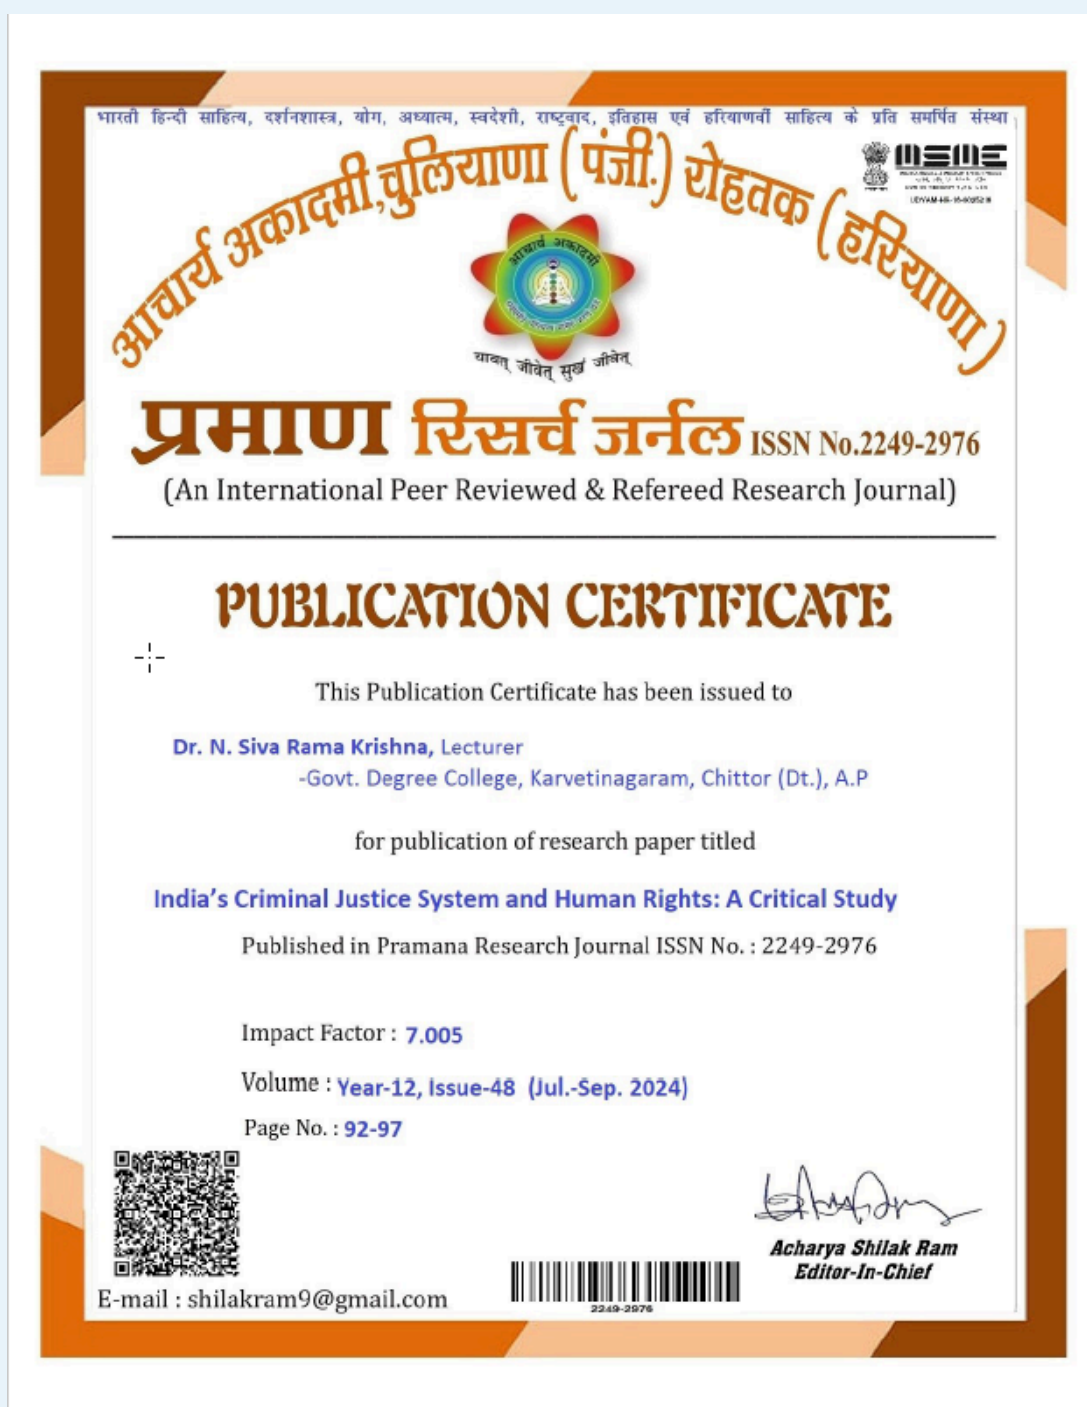 भारती हिन्दी साहित्य, दर्शनशास्त्र, योग, अध्यात्म, स्वदेशी, राष्ट्रवाद, इतिहास एवं हरियाणवीं साहित्य के प्रति समर्पित संस्था
आचार्य अकादमी,चुलियाणा (पंजी.) रोहतक (हरियाणा)
MSME
आचार्य अकादमी
यावत् जीवेत् सुखं जीवेत्
प्रमाण रिसर्च जर्नल ISSN No.2249-2976
(An International Peer Reviewed & Refereed Research Journal)
PUBLICATION CERTIFICATE
This Publication Certificate has been issued to
Dr. N. Siva Rama Krishna, Lecturer
-Govt. Degree College, Karvetinagaram, Chittor (Dt.), A.P
for publication of research paper titled
India’s Criminal Justice System and Human Rights: A Critical Study
Published in Pramana Research Journal ISSN No. : 2249-2976
Impact Factor : 7.005
Volume : Year-12, Issue-48 (Jul.-Sep. 2024)
Page No. : 92-97
Acharya Shilak Ram
Editor-In-Chief
E-mail : shilakram9@gmail.com
2249-2976